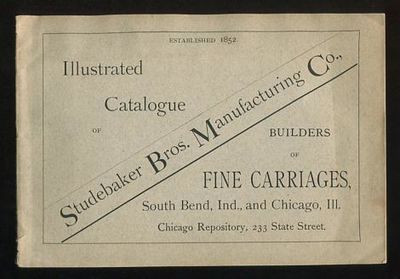 ESTABLISHED 1852.
Illustrated
Catalogue
OF
Studebaker Bros. Manufacturing Co.,
BUILDERS
OF
FINE CARRIAGES,
South Bend, Ind., and Chicago, Ill.
Chicago Repository, 233 State Street.